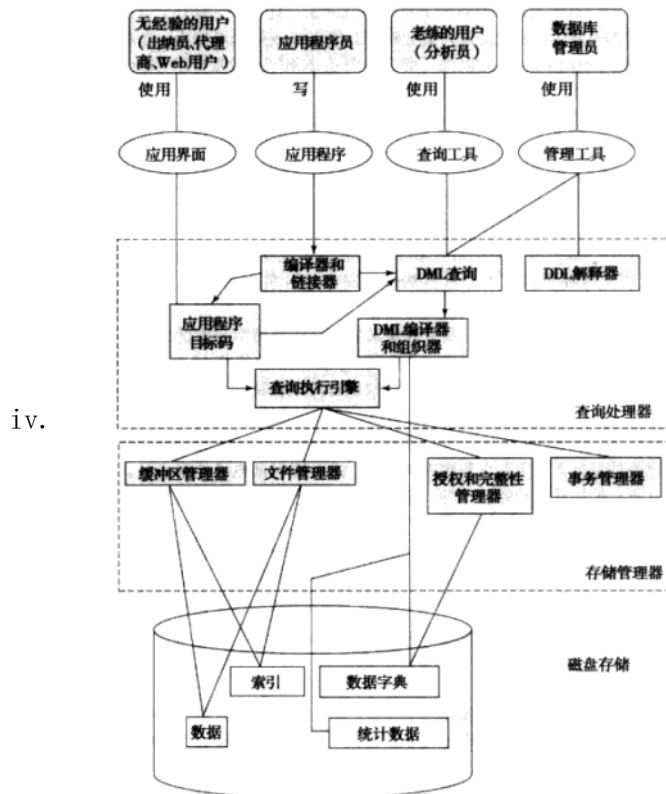 无经验的用户
（出纳员、代理
商、Web用户）
应用程序员
老练的用户
（分析员）
数据库
管理员
使用
写
使用
使用
应用界面
应用程序
查询工具
管理工具
编译器和
链接器
DML查询
DDL解释器
应用程序
目标码
DML编译器
和组织器
查询执行引擎
查询处理器
iv.
缓冲区管理器
文件管理器
授权和完整性
管理器
事务管理器
存储管理器
索引
数据字典
磁盘存储
数据
统计数据